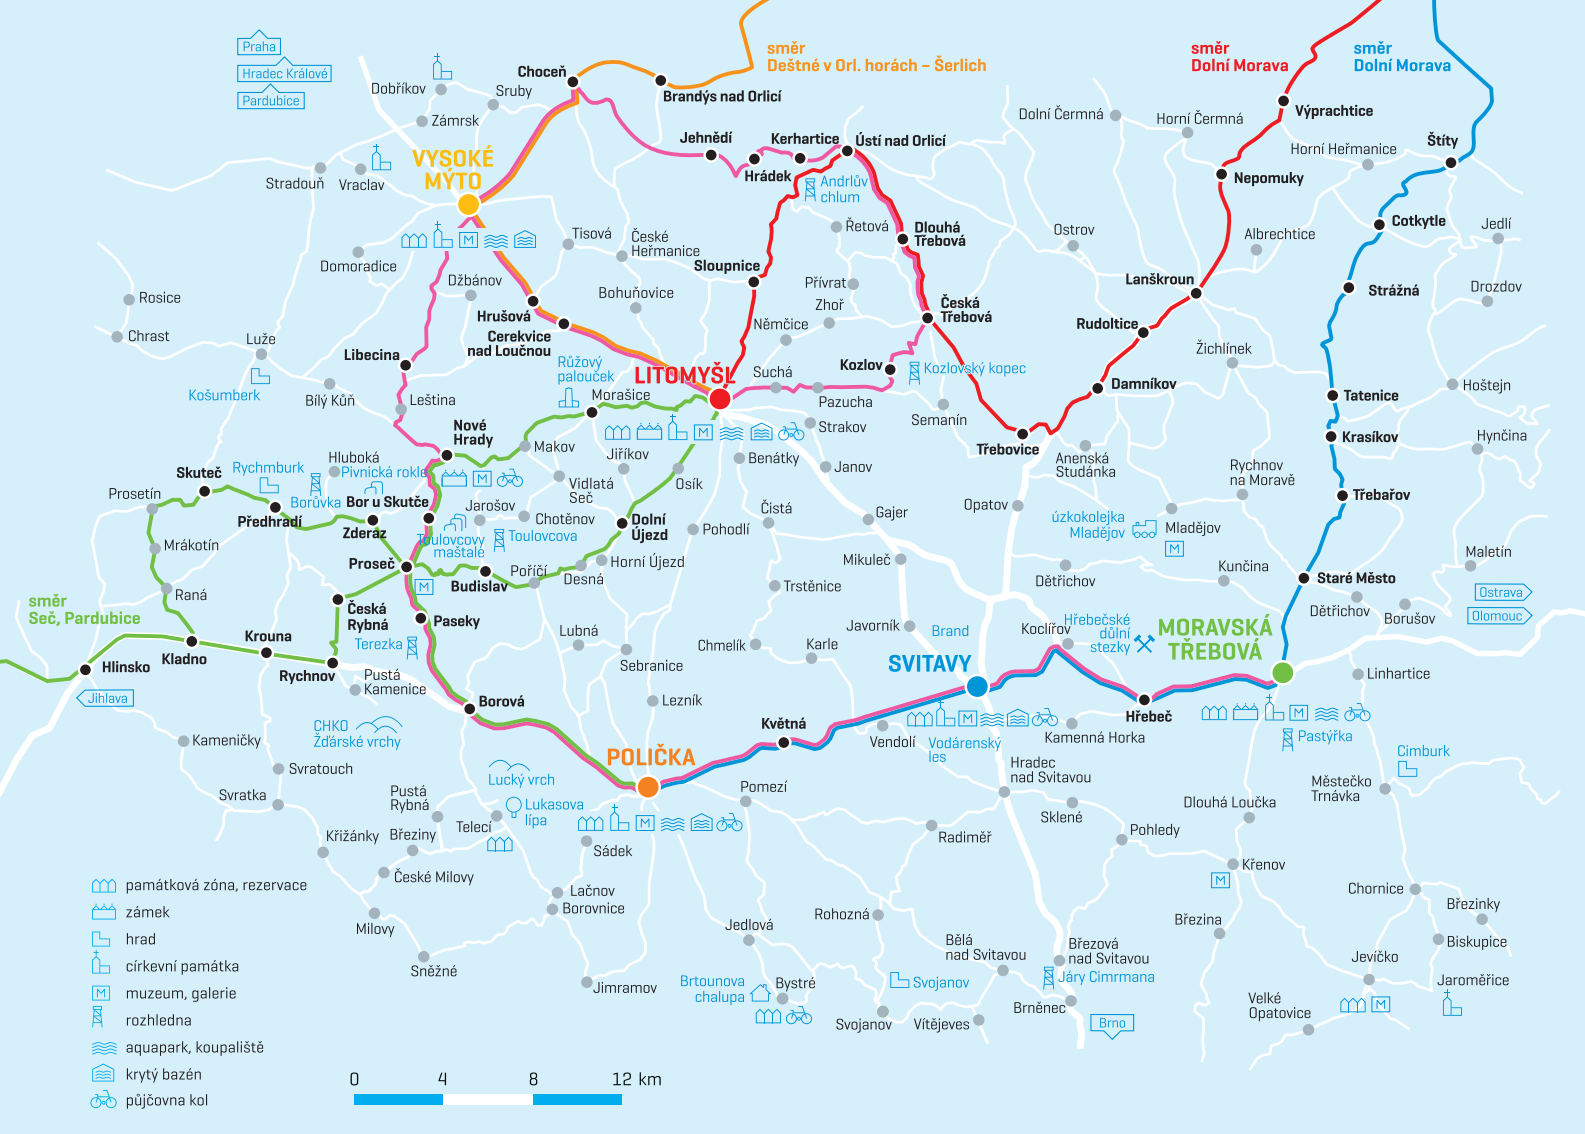 Praha
Hradec Králové
Pardubice
směr
Deštné v Orl. horách – Šerlich
směr
Dolní Morava
směr
Dolní Morava
Choceň
Dobříkov
Sruby
Brandýs nad Orlicí
Zámrsk
Výprachtice
Dolní Čermná
Horní Čermná
Štíty
Jehnědí
Kerhartice
Ústí nad Orlicí
Horní Heřmanice
VYSOKÉ
MÝTO
Hrádek
Nepomuky
Stradouň
Vraclav
Andrlův
chlum
Cotkytle
Jedlí
Řetová
Dlouhá
Třebová
Ostrov
Albrechtice
Tisová
České
Heřmanice
Domoradice
Sloupnice
Džbánov
Přívrat
Lanškroun
Strážná
Drozdov
Rosice
Bohuňovice
Zhoř
Česká
Třebová
Hrušová
Němčice
Rudoltice
Chrast
Luže
Cerekvice
nad Loučnou
Libecina
Žichlínek
Růžový
palouček
LITOMYŠL
Suchá
Kozlov
Kozlovský kopec
Damníkov
Hoštejn
Košumberk
Bílý Kůň
Leština
Morašice
Pazucha
Tatenice
Semanín
Strakov
Nové
Hrady
Makov
Krasíkov
Hynčina
Třebovice
Jiříkov
Benátky
Janov
Anenská
Studánka
Hluboká
Rychmburk
Pivnická rokle
Skuteč
Rychnov
na Moravě
Vidlatá
Seč
Osík
Prosetín
Borůvka
Bor u Skutče
Jarošov
Třebařov
Opatov
Předhradí
Zderaz
Chotěnov
Dolní
Újezd
Čistá
Gajer
úzkokolejka
Mladějov
Mladějov
Pohodlí
Toulovcovy
maštale
Toulovcova
Mrákotín
Maletín
Proseč
Horní Újezd
Mikuleč
Poříčí
Desná
Budislav
Dětřichov
Kunčina
Staré Město
Trstěnice
Raná
směr
Seč, Pardubice
Česká
Rybná
Paseky
Dětřichov
Borušov
Ostrava
Olomouc
Javorník
Brand
Koclířov
Hřebečské
důlní
stezky
MORAVSKÁ
TŘEBOVÁ
Krouna
Lubná
Terezka
Chmelík
Karle
Kladno
Hlinsko
SVITAVY
Sebranice
Rychnov
Pustá
Kamenice
Linhartice
Jihlava
Borová
Lezník
Hřebeč
CHKO
Žďárské vrchy
Květná
Kameničky
Vendolí
Vodárenský
les
Kamenná Horka
Pastýřka
Cimburk
POLIČKA
Svratouch
Lucký vrch
Hradec
nad Svitavou
Svratka
Pustá
Rybná
Pomezí
Městečko
Trnávka
Lukasova
lípa
Dlouhá Loučka
Sklené
Křižánky
Březiny
Telecí
Radiměř
Pohledy
Sádek
Křenov
České Milovy
památková zóna, rezervace
zámek
hrad
církevní památka
muzeum, galerie
rozhledna
aquapark, koupaliště
krytý bazén
půjčovna kol
Lačnov
Borovnice
Chornice
Březinky
Milovy
Rohozná
Březina
Jedlová
Biskupice
Bělá
nad Svitavou
Březová
nad Svitavou
Jevíčko
Sněžné
Járy Cimrmana
Jaroměřice
Jimramov
Brtounova
chalupa
Bystré
Svojanov
Velké
Opatovice
Brněnec
Svojanov
Vítějeves
Brno
0 4 8 12 km
M
M
M
M
M
M
M
M
M
M
M